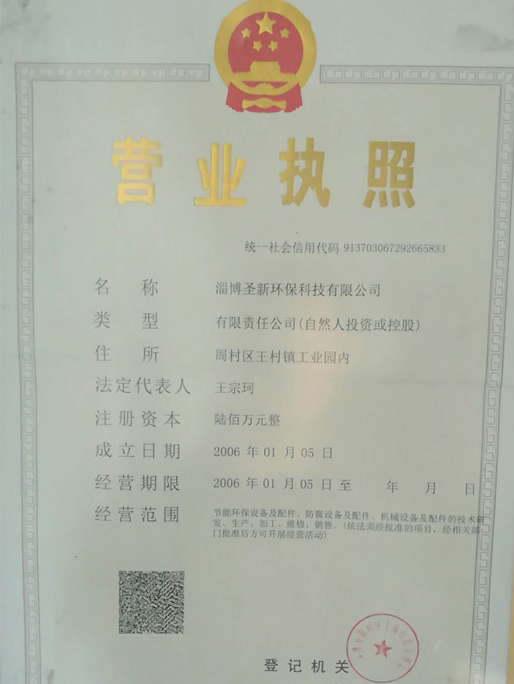 营业执照
统一社会信用代码 913703067292665833
名称 淄博圣新环保科技有限公司
类型 有限责任公司(自然人投资或控股)
住所 周村区王村镇工业园内
法定代表人 王宗珂
注册资本 陆佰万元整
成立日期 2006 年 01 月 05 日
经营期限 2006 年 01 月 05 日 至 年 月 日
经营范围 节能环保设备及配件、防腐设备及配件、机械设备及配件的技术研
发、生产、加工、维修、销售。(依法须经批准的项目，经相关部
门批准后方可开展经营活动)
登记机关